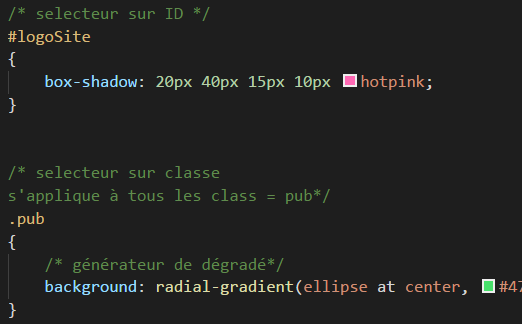 /* selecteur sur ID */
#logoSite
{
box-shadow: 20px 40px 15px 10px hotpink;
}
/* selecteur sur classe
s'applique à tous les class = pub*/
.pub
{
/* générateur de dégradé*/
background: radial-gradient(ellipse at center, #47
}